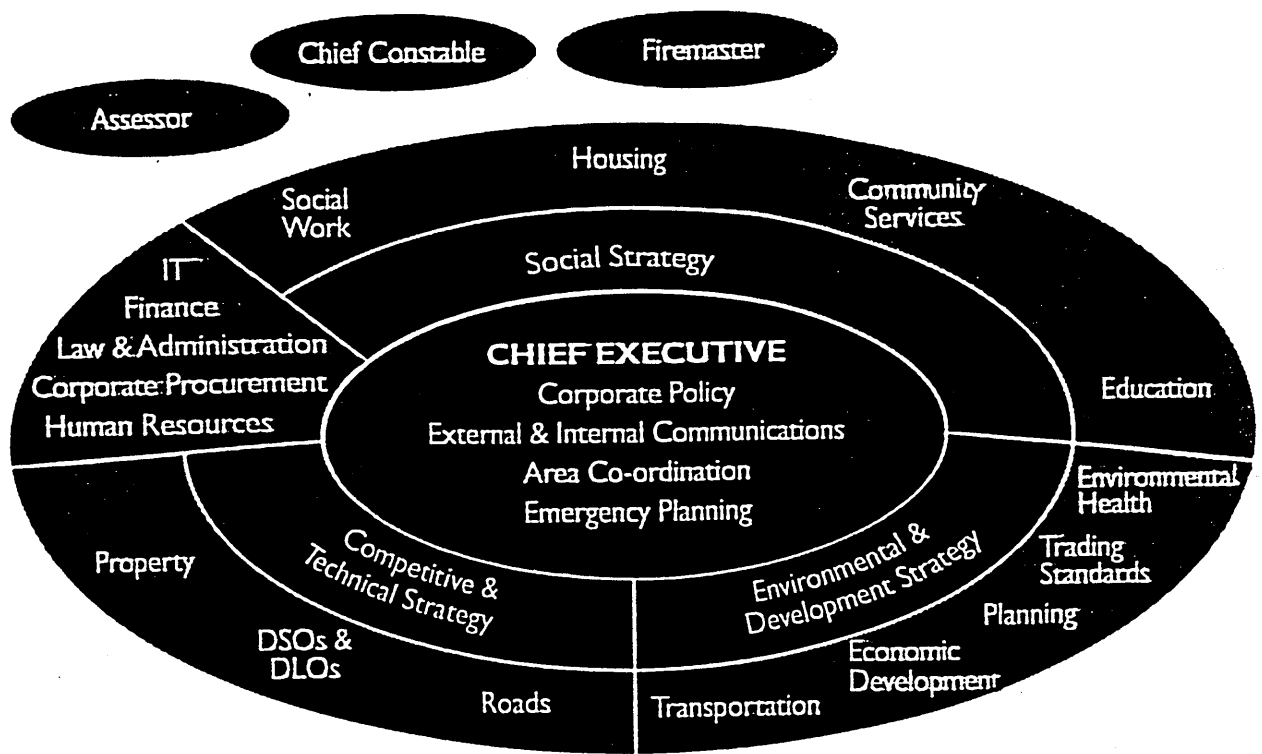 Chief Constable
Firemaster
Assessor
Housing
Social
Work
Community
Services
Social Strategy
IT
Finance
Law & Administration
Corporate Procurement
Human Resources
CHIEF EXECUTIVE
Corporate Policy
External & Internal Communications
Area Co-ordination
Emergency Planning
Education
Environmental
Health
Trading
Standards
Planning
Economic
Development
Transportation
Environmental &
Development Strategy
Competitive &
Technical Strategy
Property
DSOs &
DLOs
Roads